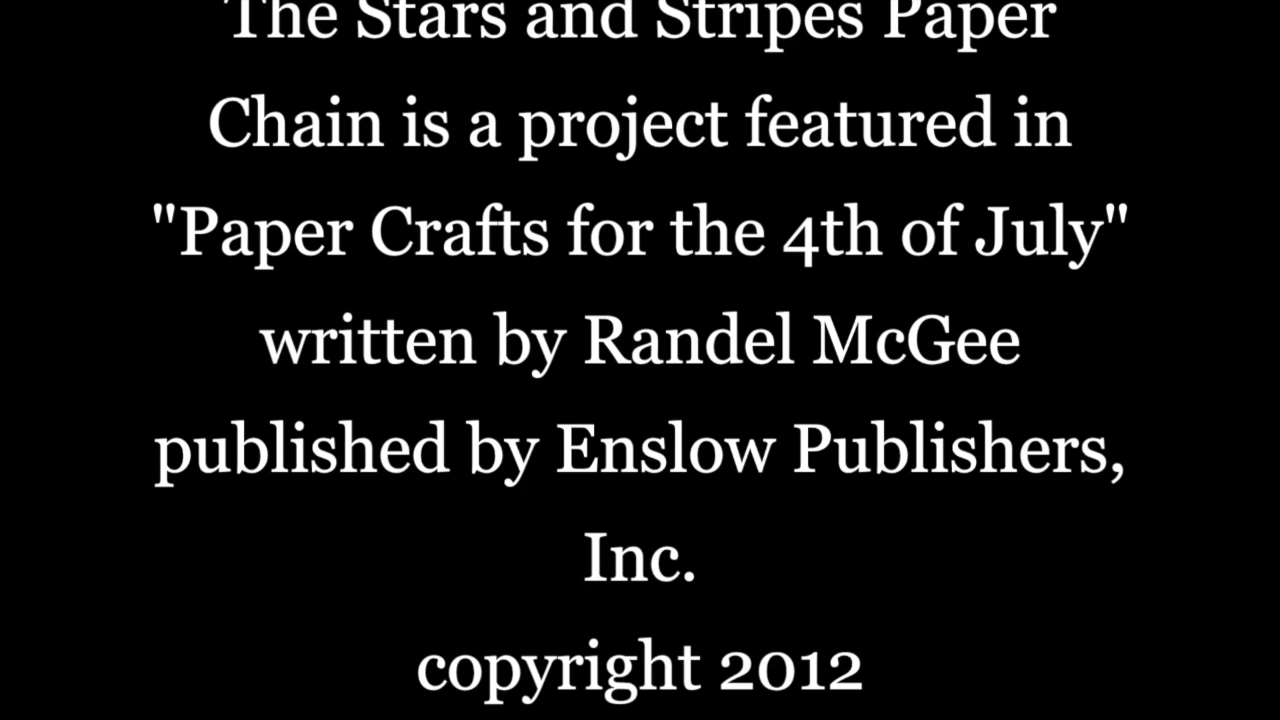 The Stars and Stripes Paper
Chain is a project featured in
"Paper Crafts for the 4th of July"
written by Randel McGee
published by Enslow Publishers,
Inc.
copyright 2012